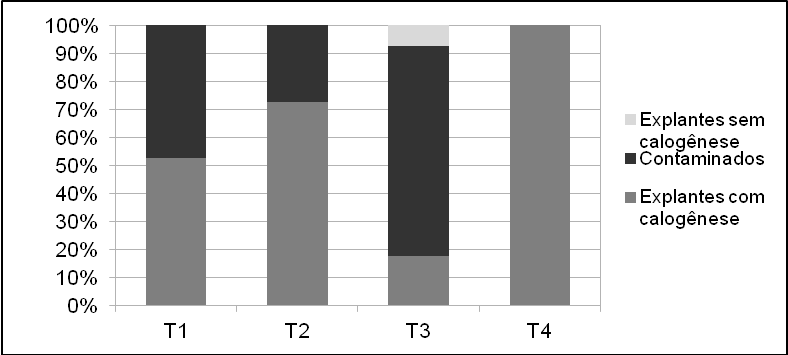 100%
90%
80%
70%
60%
50%
40%
30%
20%
10%
0%
T1 T2 T3 T4
Explantes sem
calogênese
Contaminados
Explantes com
calogênese